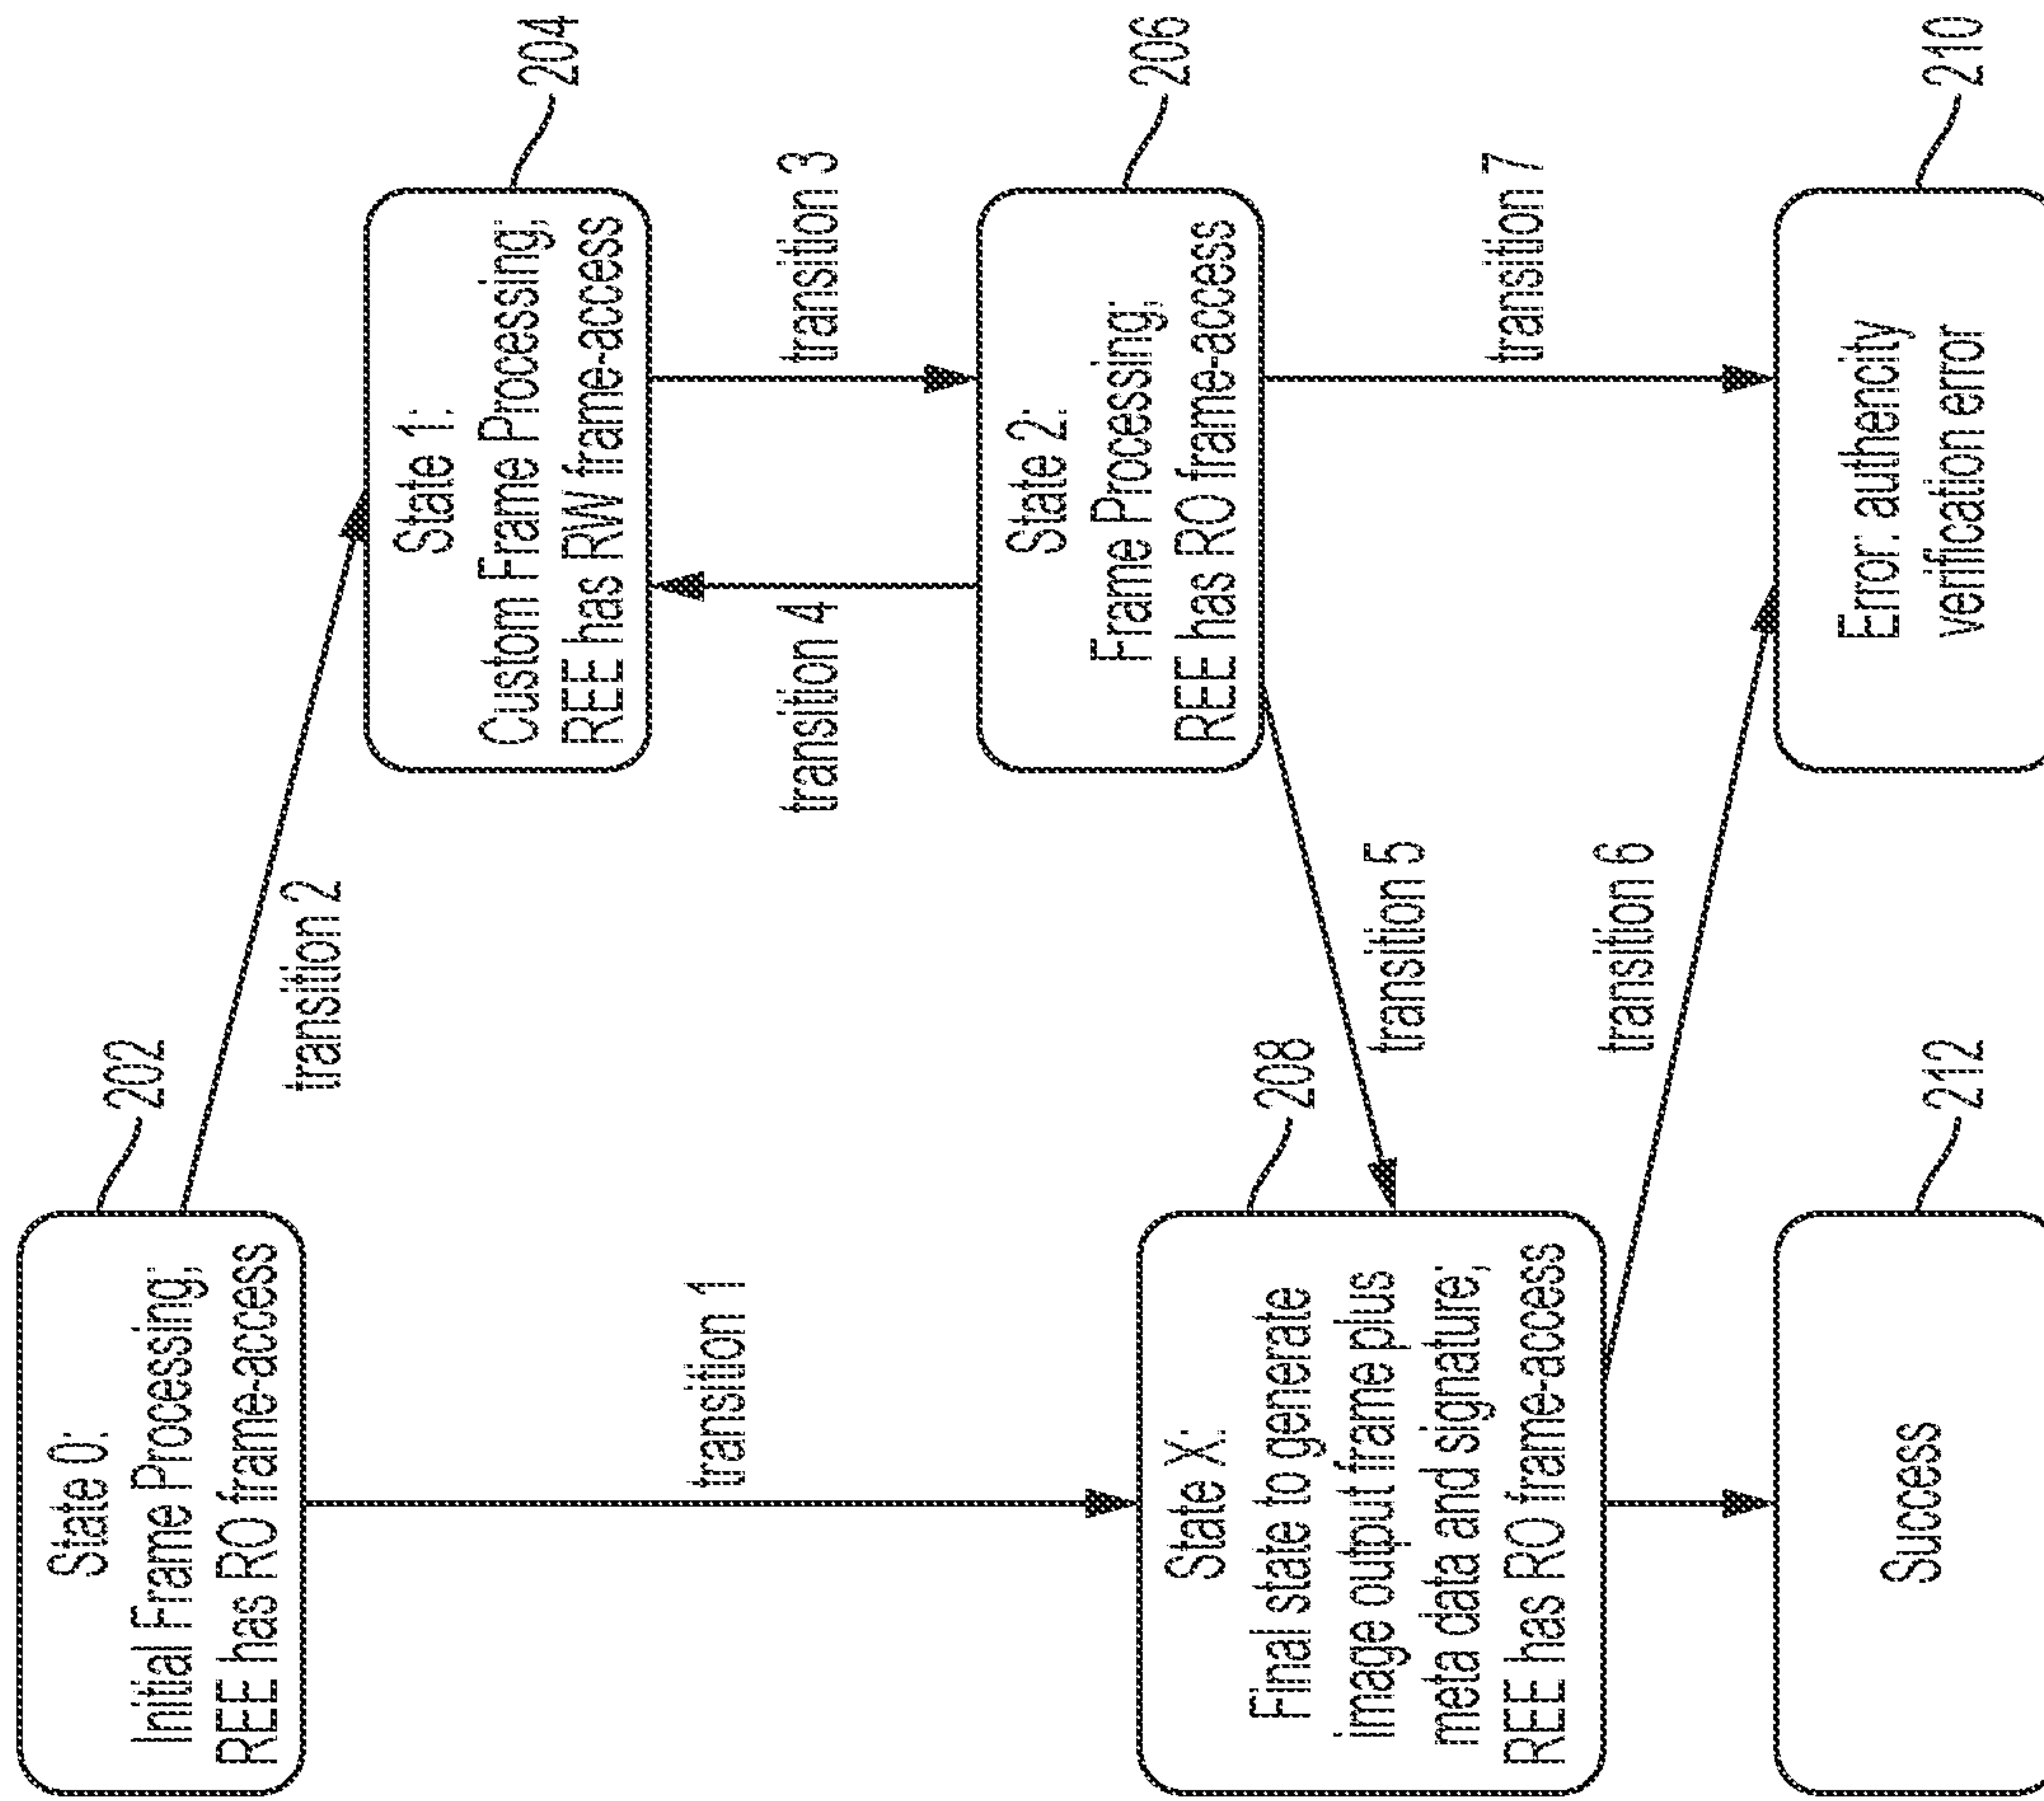 State 0:
Initial Frame Processing;
REE has RO frame-access
202
transition 2
State 1:
Custom Frame Processing;
REE has RW frame-access
204
transition 3
transition 4
State 2:
Frame Processing;
REE has RO frame-access
206
transition 1
transition 5
transition 7
State X:
Final state to generate
image output frame plus
meta data and signature;
REE has RO frame-access
208
transition 6
Success
212
Error: authencity
verification error
210